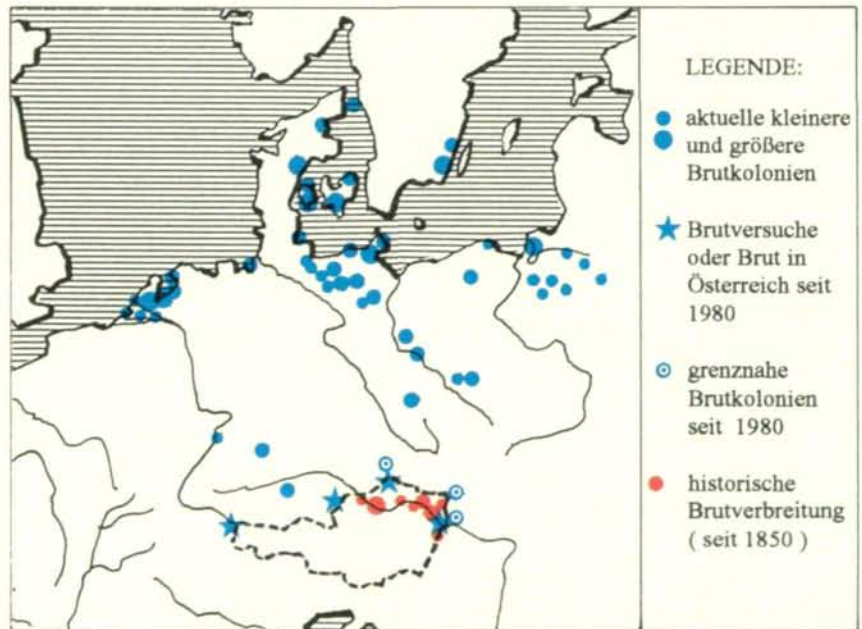 LEGENDE:
aktuelle kleinere
und größere
Brutkolonien
Brutversuche
oder Brut in
Österreich seit
1980
grenznahe
Brutkolonien
seit 1980
historische
Brutverbreitung
( seit 1850 )